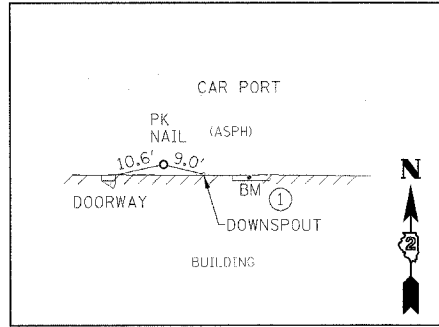 CAR PORT
PK
NAIL
(ASPH)
10.6'
9.0'
N
DOORWAY
BM
1
DOWNSPOUT
2
BUILDING